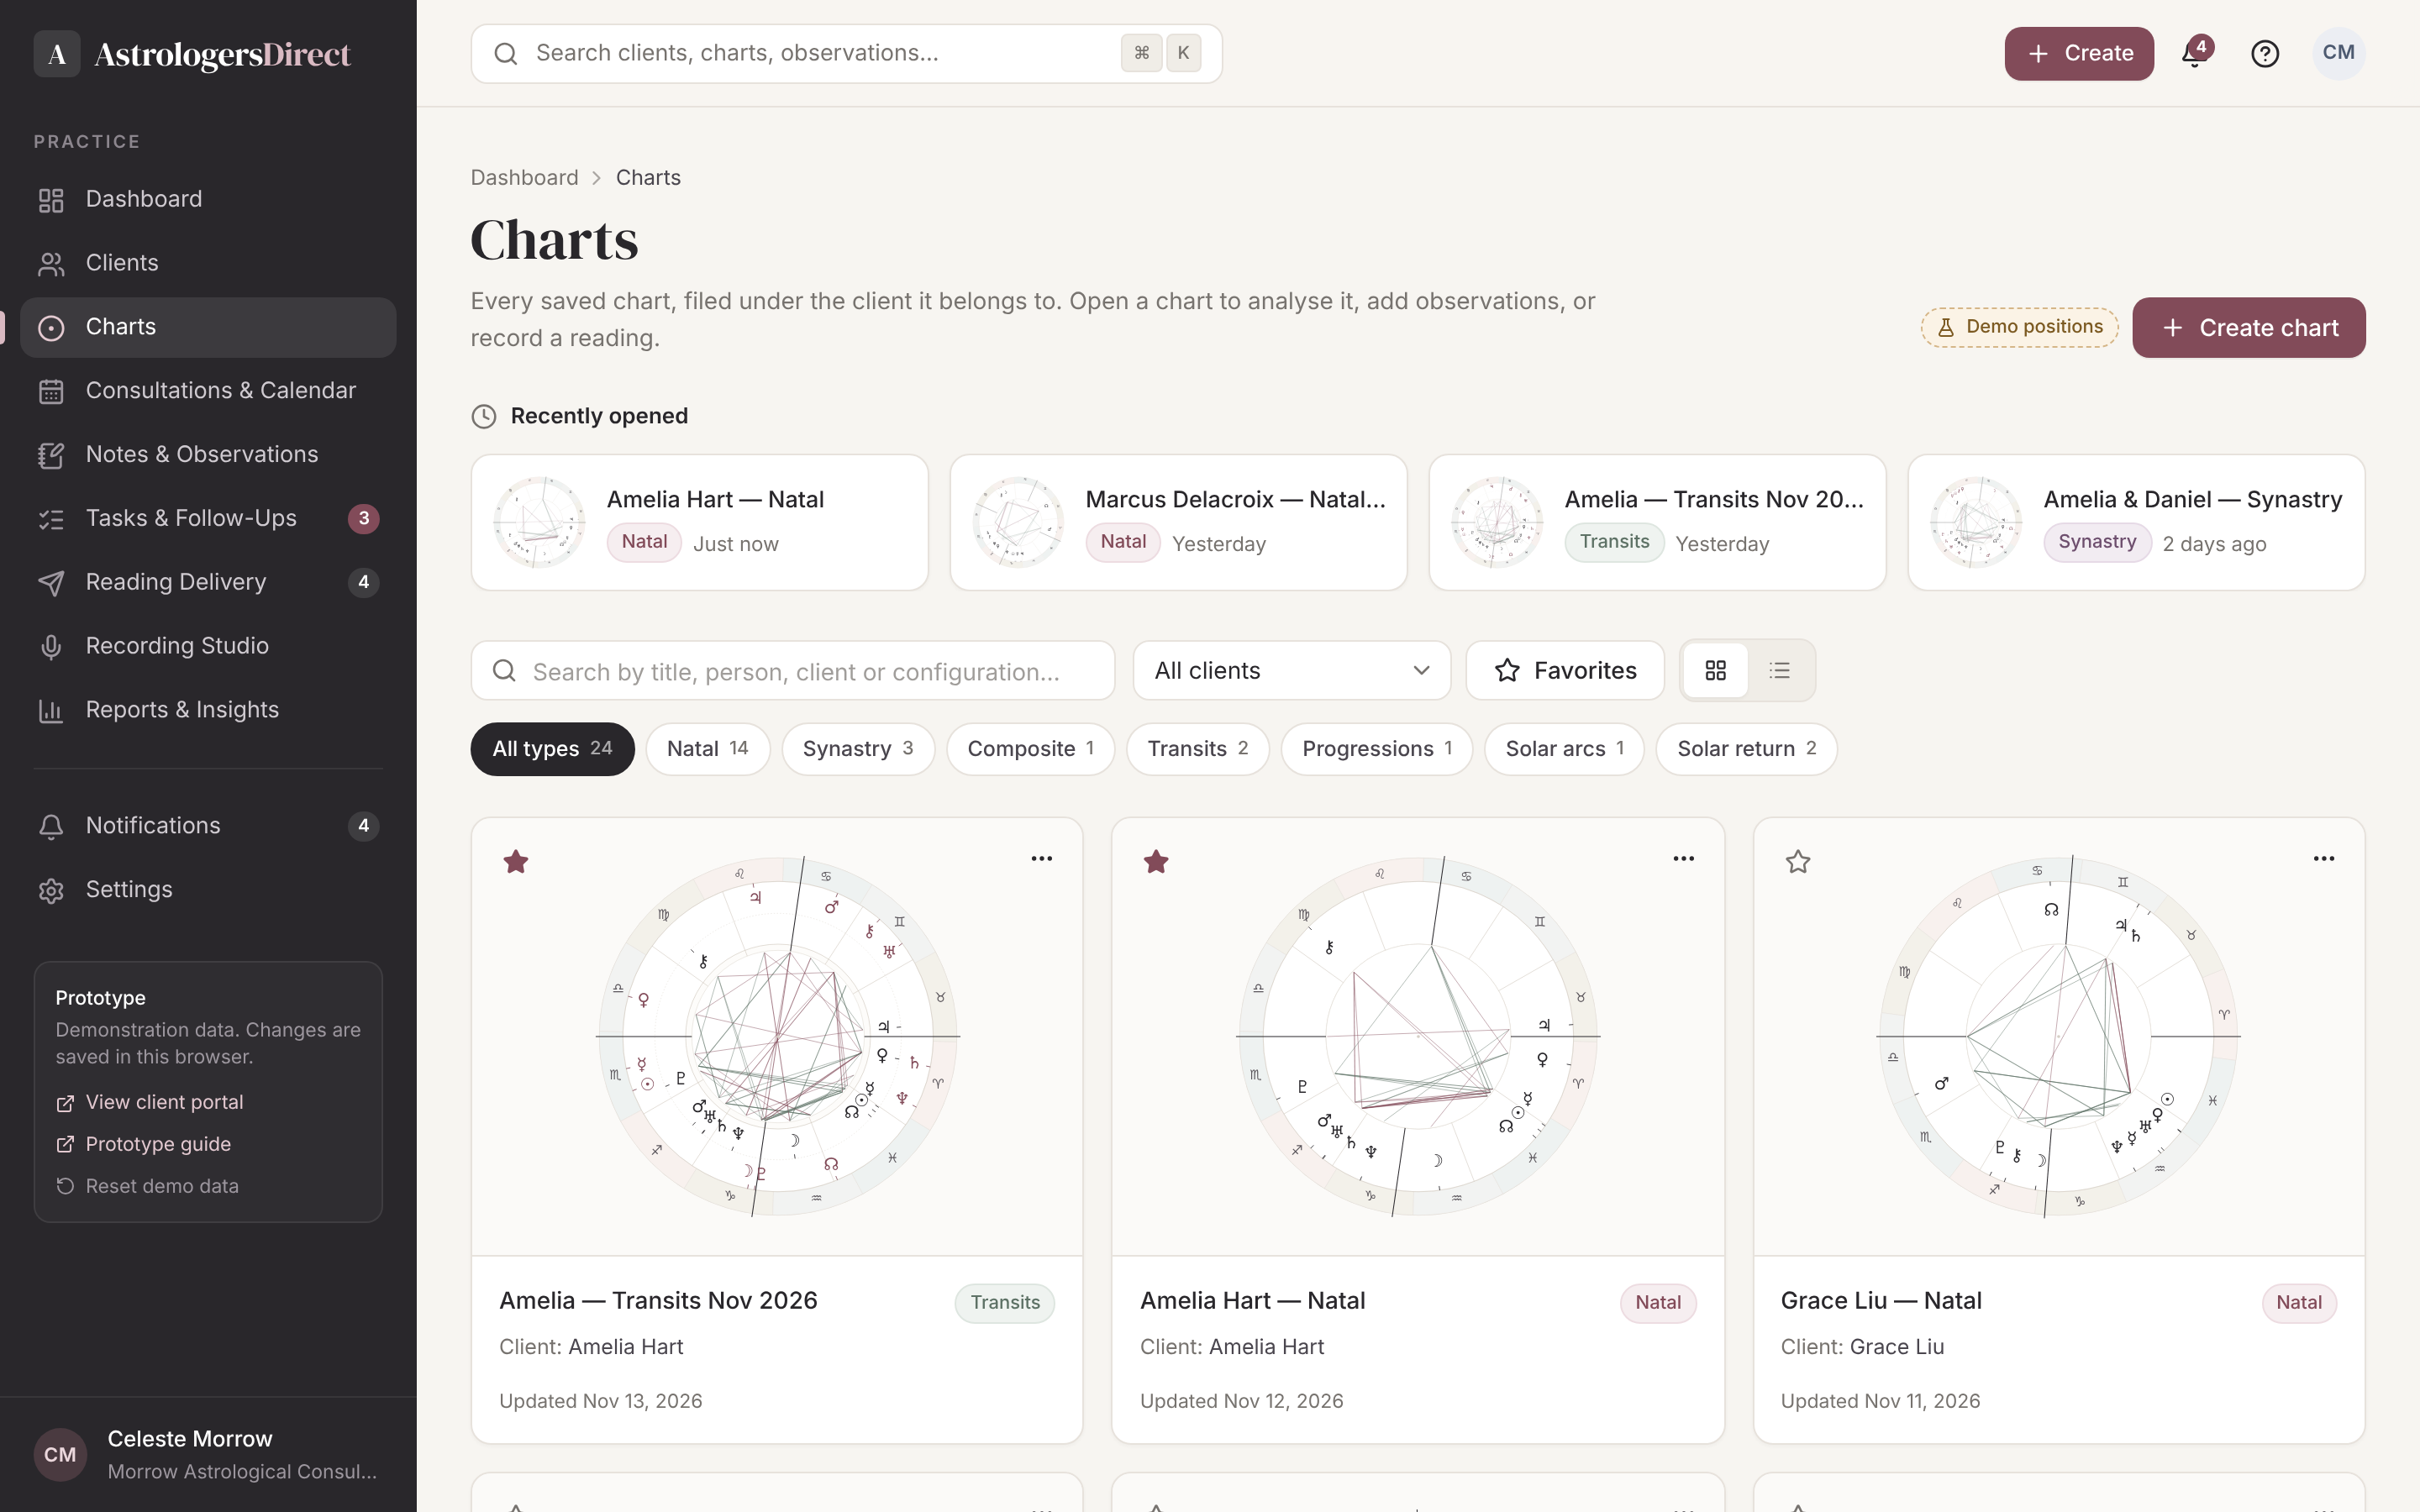 A AstrologersDirect
Search clients, charts, observations...
⌘ K
Create
4
CM
PRACTICE
Dashboard
Clients
Charts
Consultations & Calendar
Notes & Observations
Tasks & Follow-Ups 3
Reading Delivery 4
Recording Studio
Reports & Insights
Notifications 4
Settings
Prototype
Demonstration data. Changes are
saved in this browser.
View client portal
Prototype guide
Reset demo data
CM
Celeste Morrow
Morrow Astrological Consul...
Dashboard > Charts
Charts
Every saved chart, filed under the client it belongs to. Open a chart to analyse it, add observations, or
record a reading.
Demo positions
Create chart
Recently opened
Amelia Hart — Natal
Natal Just now
Marcus Delacroix — Natal...
Natal Yesterday
Amelia — Transits Nov 20...
Transits Yesterday
Amelia & Daniel — Synastry
Synastry 2 days ago
Search by title, person, client or configuration...
All clients
Favorites
All types 24
Natal 14
Synastry 3
Composite 1
Transits 2
Progressions 1
Solar arcs 1
Solar return 2
Amelia — Transits Nov 2026
Transits
Client: Amelia Hart
Updated Nov 13, 2026
Amelia Hart — Natal
Natal
Client: Amelia Hart
Updated Nov 12, 2026
Grace Liu — Natal
Natal
Client: Grace Liu
Updated Nov 11, 2026